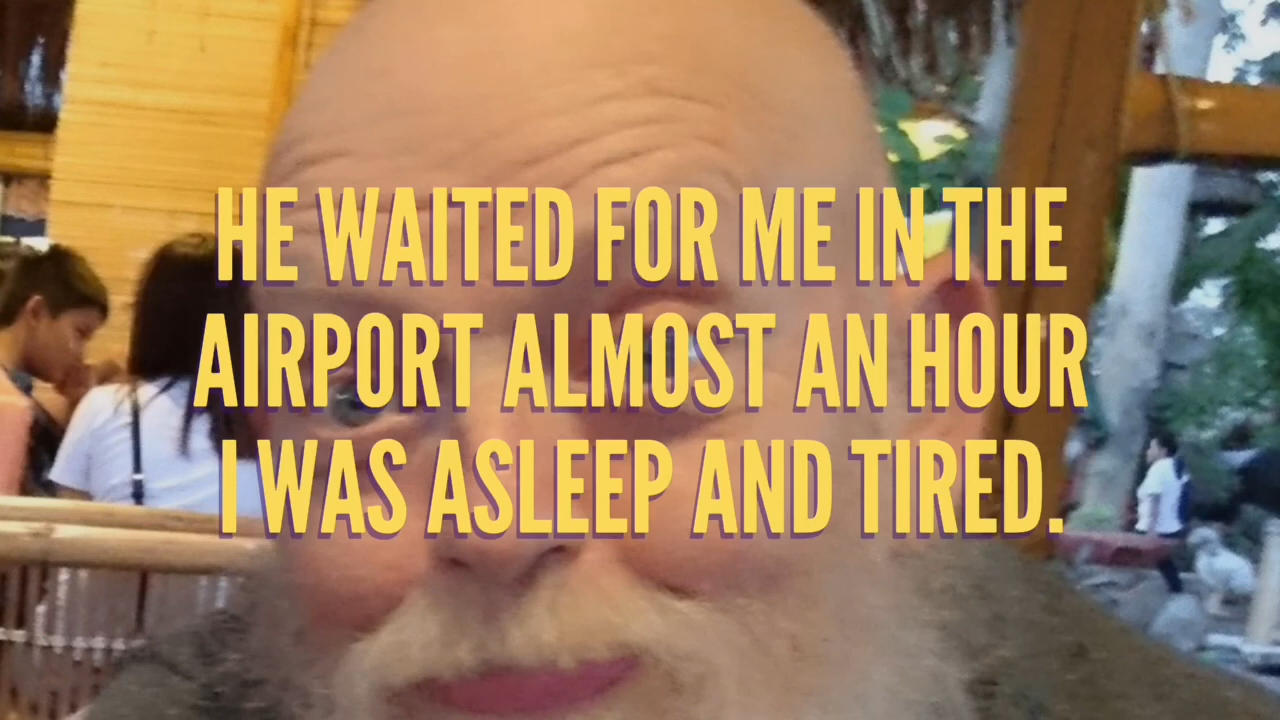 HE WAITED FOR ME IN THE
AIRPORT ALMOST AN HOUR
I WAS ASLEEP AND TIRED.